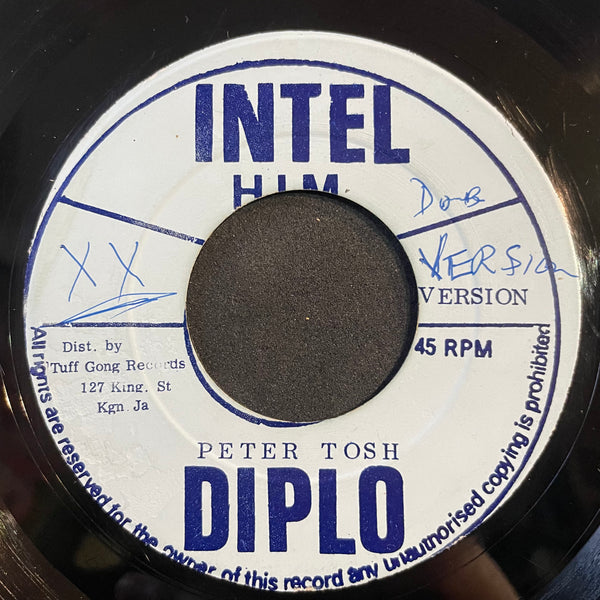 INTEL
H.I.M.
Dub
XX
VERSION
VERSION
Dist. by
Tuff Gong Records
127 King. St
Kgn Ja
45 RPM
PETER TOSH
DIPLO
All rights are reserved for the owner of this record any unauthorised copying is prohibited